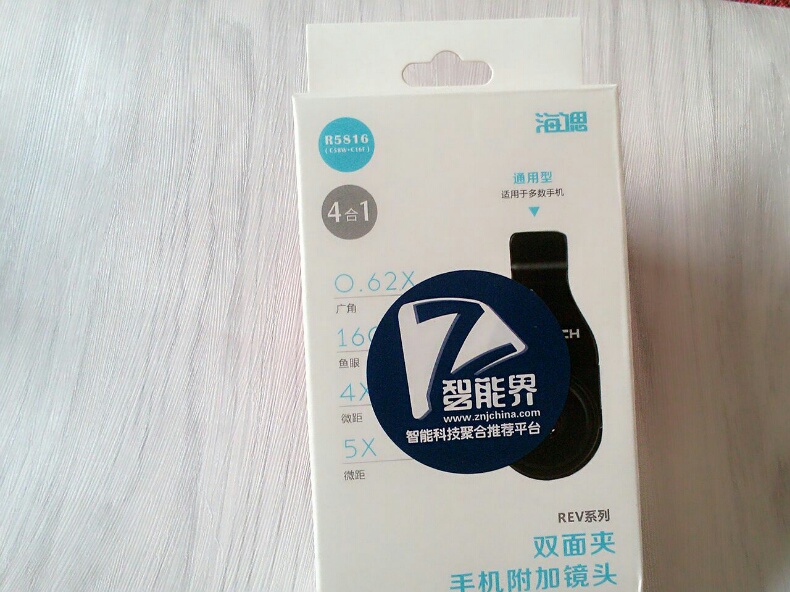 R5816
(C58W+C16F)
4合1
海偲
通用型
适用于多数手机
0.62X
广角
16
鱼眼
4X
微距
5X
微距
CH
Z
智能界
www.znjchina.com
智能科技聚合推荐平台
REV系列
双面夹
手机附加镜头